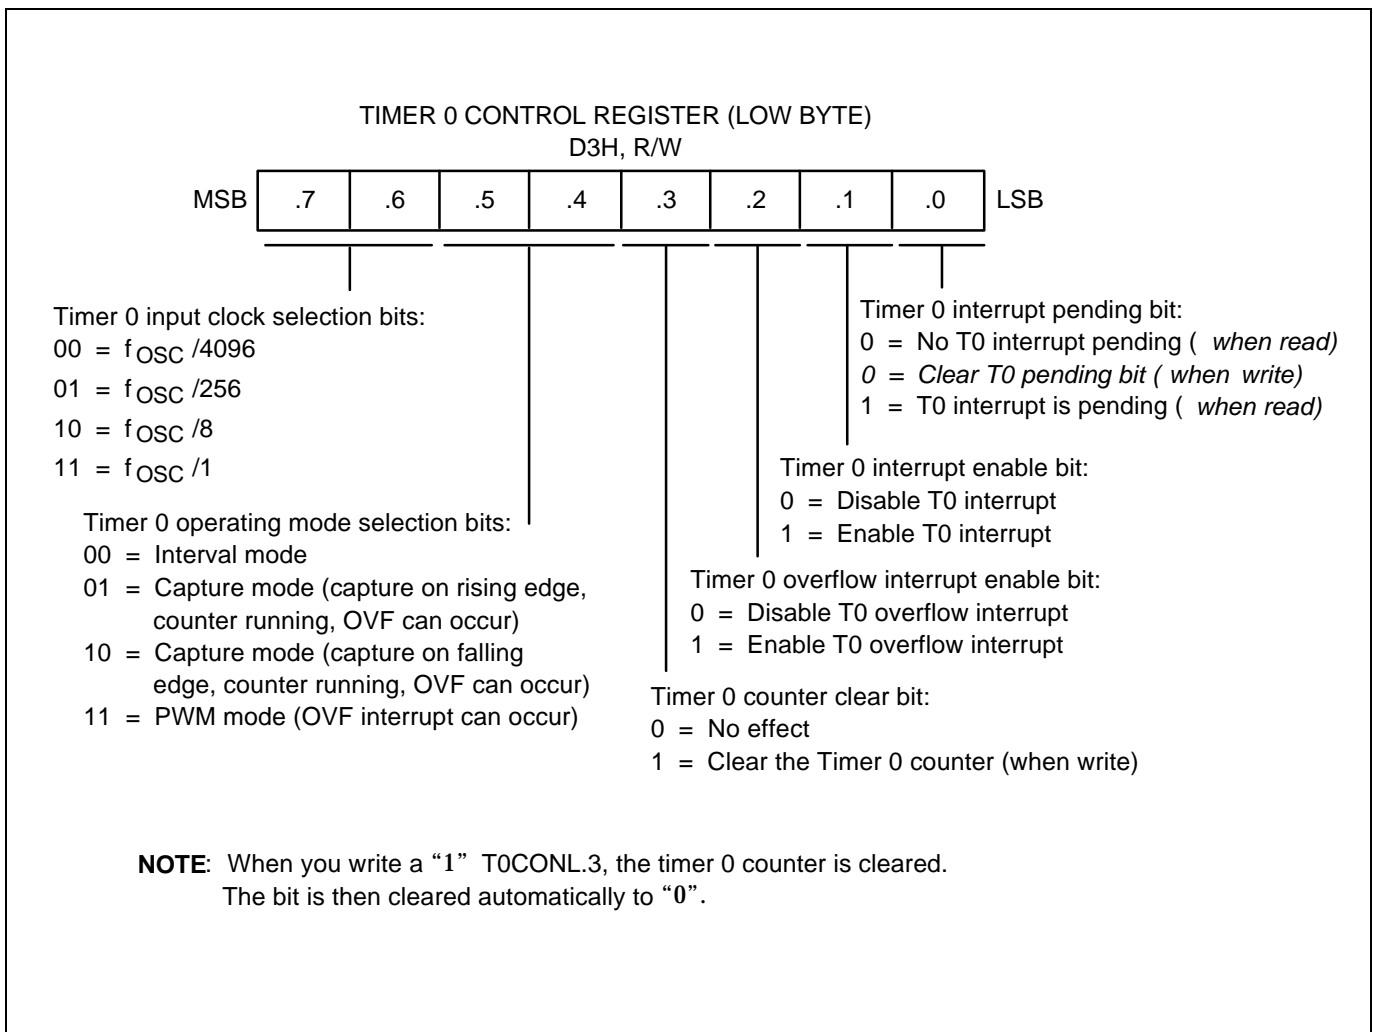 TIMER 0 CONTROL REGISTER (LOW BYTE)
D3H, R/W
MSB .7 .6 .5 .4 .3 .2 .1 .0 LSB
Timer 0 input clock selection bits:
00 = fOSC /4096
01 = fOSC /256
10 = fOSC /8
11 = fOSC /1
Timer 0 operating mode selection bits:
00 = Interval mode
01 = Capture mode (capture on rising edge,
counter running, OVF can occur)
10 = Capture mode (capture on falling
edge, counter running, OVF can occur)
11 = PWM mode (OVF interrupt can occur)
Timer 0 interrupt pending bit:
0 = No T0 interrupt pending ( when read)
0 = Clear T0 pending bit ( when write)
1 = T0 interrupt is pending ( when read)
Timer 0 interrupt enable bit:
0 = Disable T0 interrupt
1 = Enable T0 interrupt
Timer 0 overflow interrupt enable bit:
0 = Disable T0 overflow interrupt
1 = Enable T0 overflow interrupt
Timer 0 counter clear bit:
0 = No effect
1 = Clear the Timer 0 counter (when write)
NOTE: When you write a “1” T0CONL.3, the timer 0 counter is cleared.
The bit is then cleared automatically to “0”.